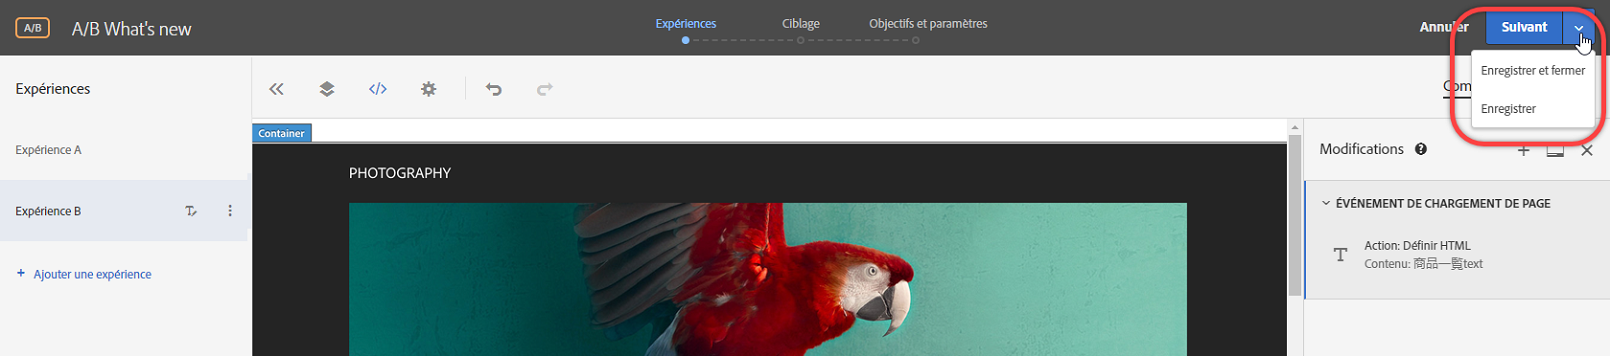 A/B
A/B What's new
Expériences
Ciblage
Objectifs et paramètres
Annuler
Suivant
Enregistrer et fermer
Enregistrer
Expériences
Expérience A
Expérience B
+ Ajouter une expérience
</>
Com
Container
PHOTOGRAPHY
Modifications
ÉVÉNEMENT DE CHARGEMENT DE PAGE
Action: Définir HTML
Contenu: 商品一覧text